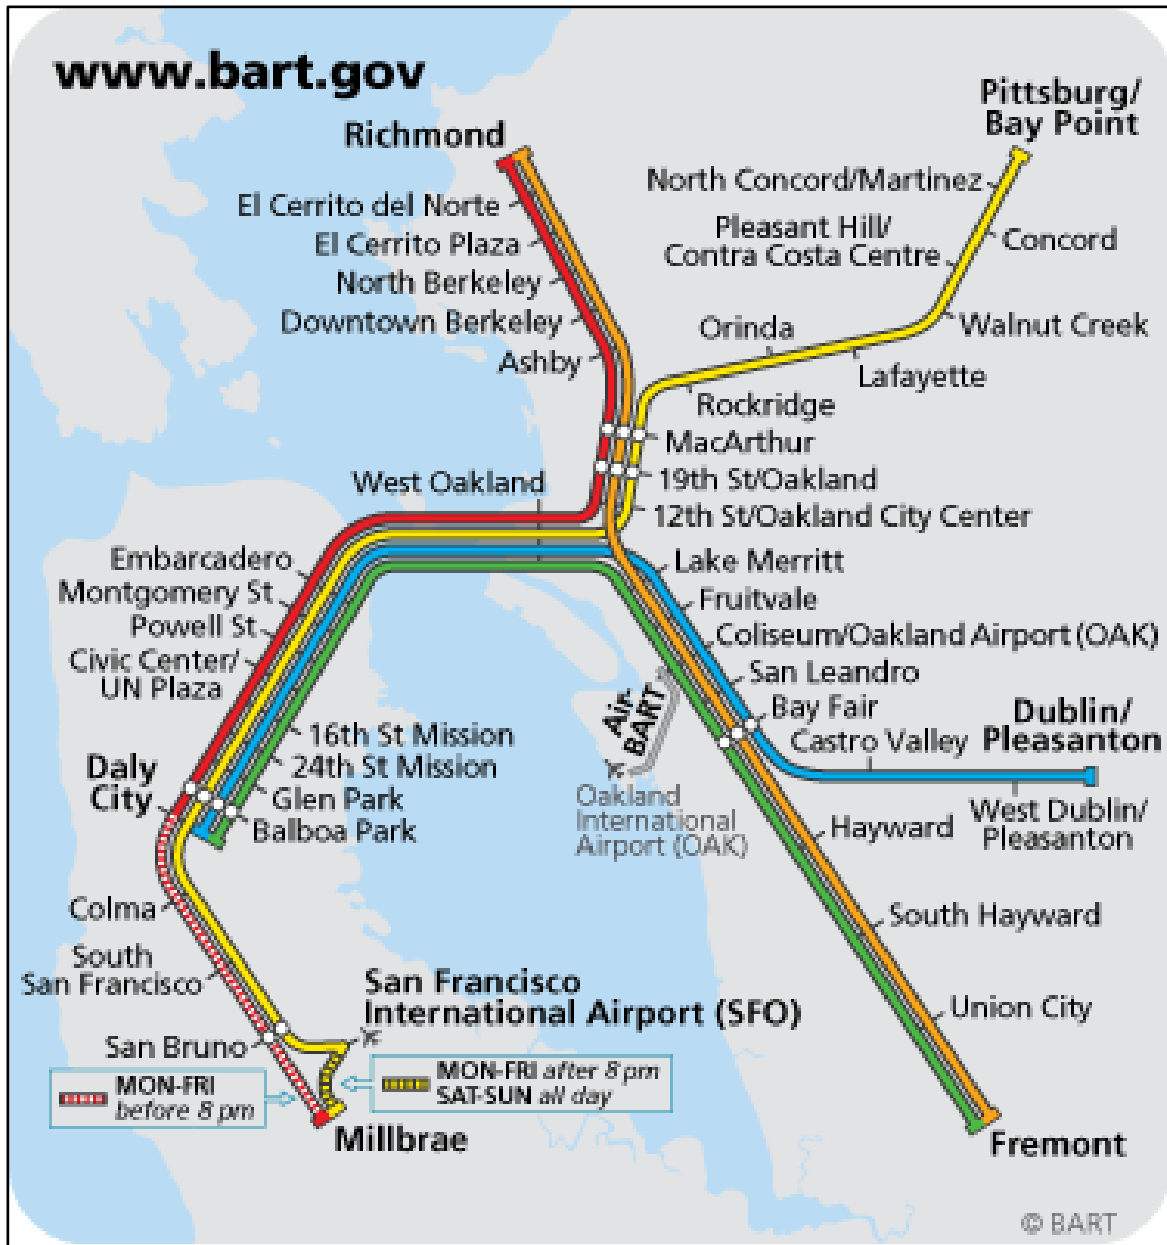 www.bart.gov
Pittsburg/
Bay Point
Richmond
North Concord/Martinez
El Cerrito del Norte
Pleasant Hill/
Contra Costa Centre
Concord
El Cerrito Plaza
North Berkeley
Downtown Berkeley
Orinda
Walnut Creek
Ashby
Lafayette
Rockridge
MacArthur
West Oakland
19th St/Oakland
12th St/Oakland City Center
Embarcadero
Lake Merritt
Montgomery St
Fruitvale
Powell St
Coliseum/Oakland Airport (OAK)
Civic Center/
UN Plaza
San Leandro
Air-
BART
Bay Fair
Dublin/
Pleasanton
16th St Mission
Castro Valley
24th St Mission
Daly
City
Glen Park
Oakland
International
Airport (OAK)
West Dublin/
Pleasanton
Balboa Park
Hayward
Colma
South Hayward
South
San Francisco
San Francisco
International Airport (SFO)
Union City
San Bruno
MON-FRI
before 8 pm
MON-FRI after 8 pm
SAT-SUN all day
Millbrae
Fremont
© BART